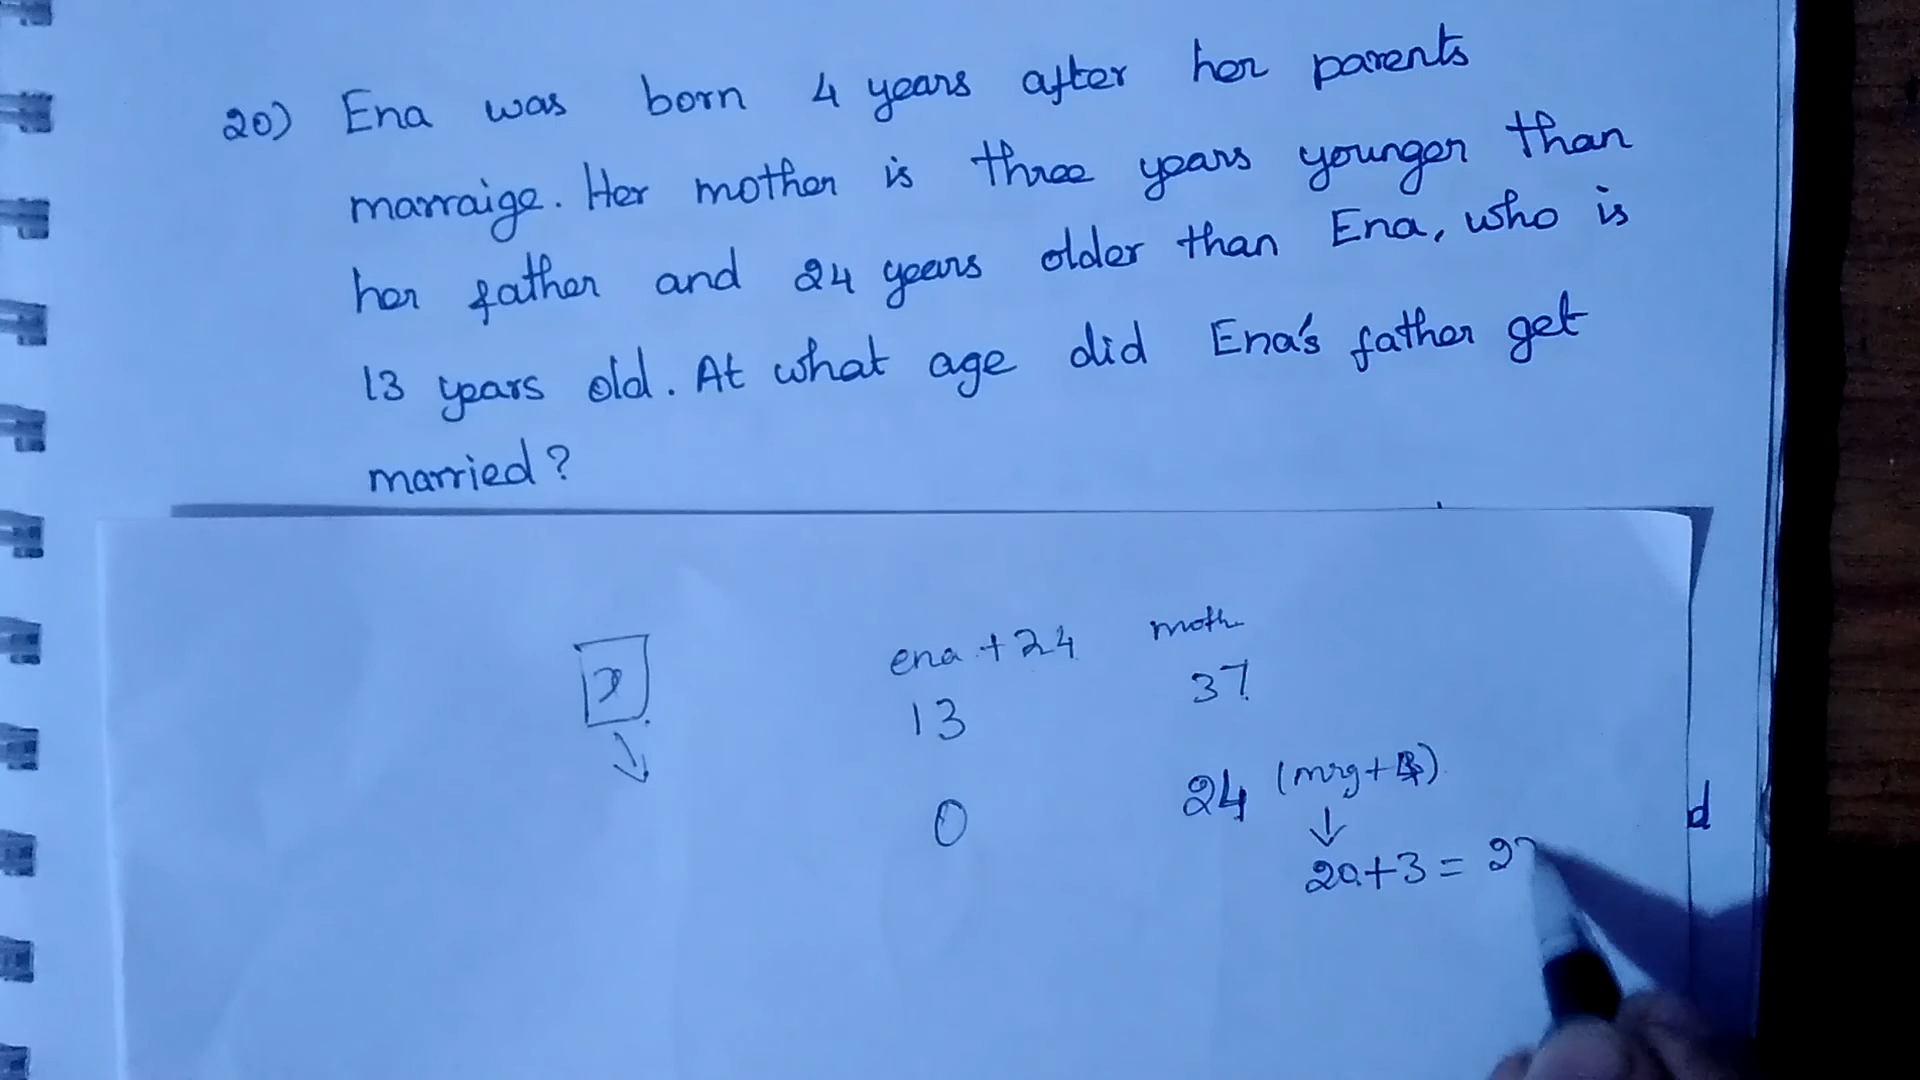 20) Ena was born 4 years after her parents
marraige. Her mother is three years younger than
her father and 24 years older than Ena, who is
13 years old. At what age did Ena's father get
married?
ena + 24 moth
13 37
24 (mrg+4)
0
20+3 = 2
d